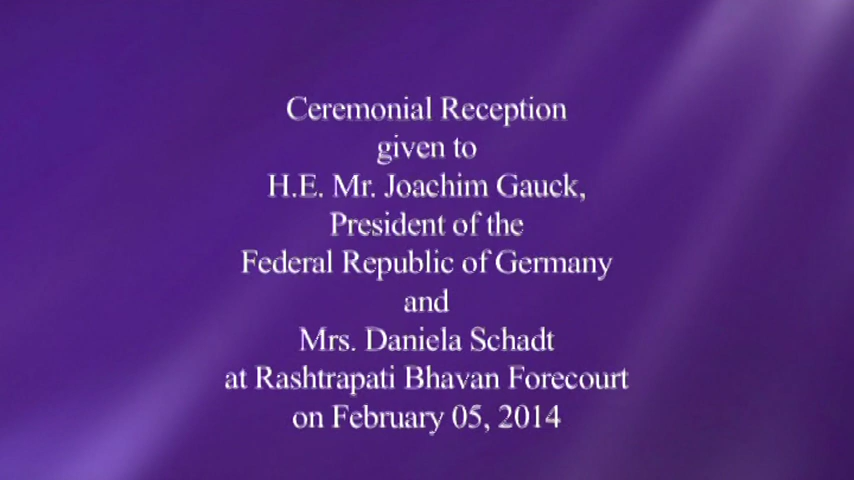 Ceremonial Reception
given to
H.E. Mr. Joachim Gauck,
President of the
Federal Republic of Germany
and
Mrs. Daniela Schadt
at Rashtrapati Bhavan Forecourt
on February 05, 2014